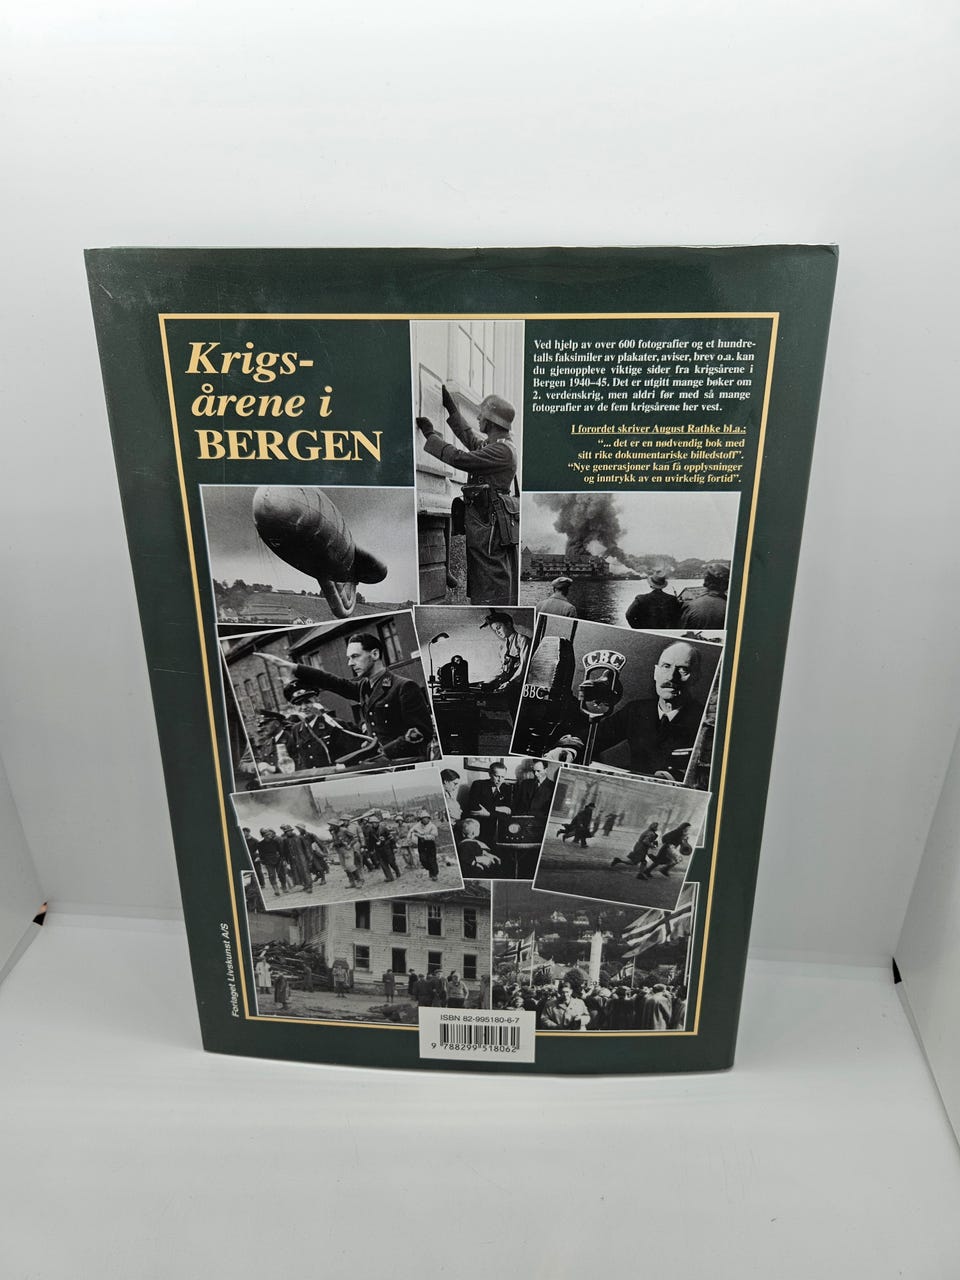 Krigs-
årene i
BERGEN
Ved hjelp av over 600 fotografier og et hundre-
talls faksimiler av plakater, aviser, brev o.a. kan
du gjenoppleve viktige sider fra krigsårene i
Bergen 1940–45. Det er utgitt mange bøker om
2. verdenskrig, men aldri før med så mange
fotografier av de fem krigsårene her vest.
I forordet skriver August Rathke bl.a.:
“... det er en nødvendig bok med
sitt rike dokumentariske billedstoff”.
“Nye generasjoner kan få opplysninger
og inntrykk av en uvirkelig fortid”.
CBC
BBC
Forlaget Livskunst A/S
ISBN 82-995180-6-7
9 788299 518062